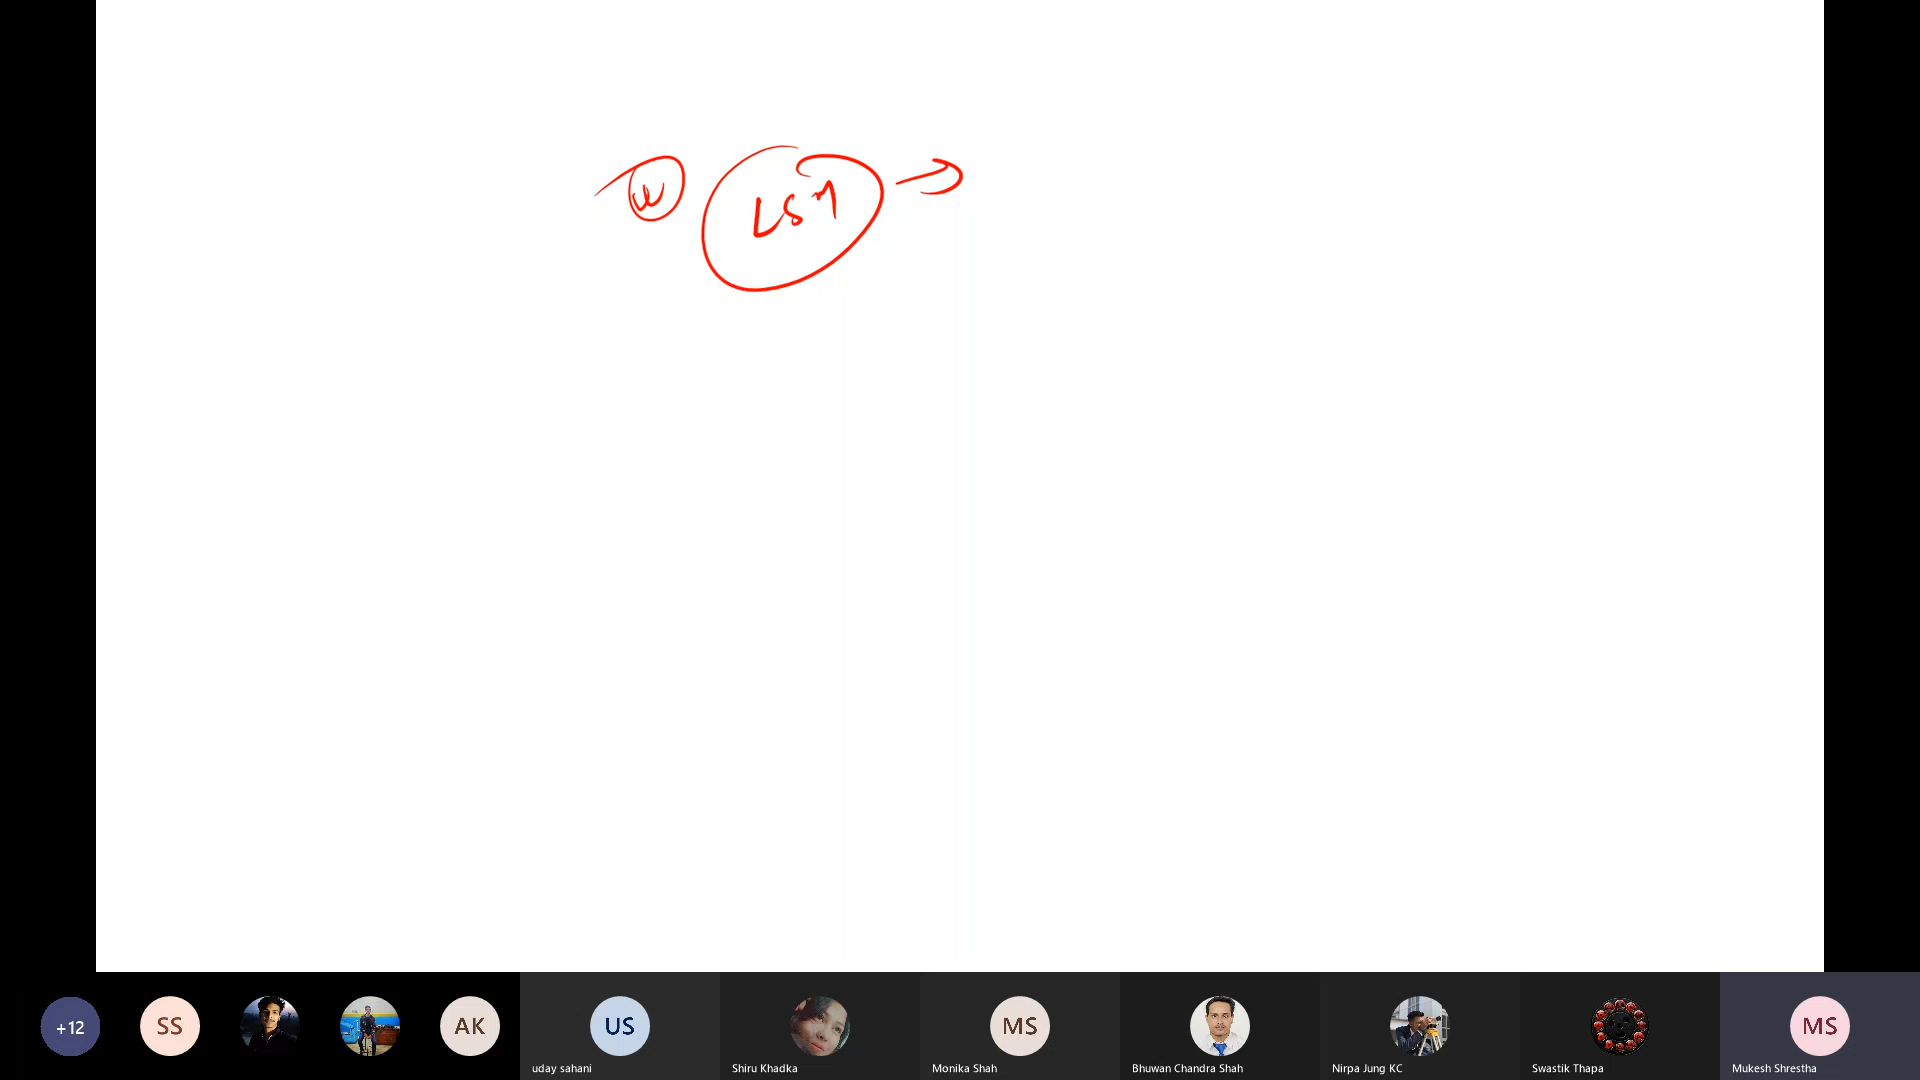 LSM
+12
SS
AK
US
MS
MS
uday sahani
Shiru Khadka
Monika Shah
Bhuwan Chandra Shah
Nirpa Jung KC
Swastik Thapa
Mukesh Shrestha